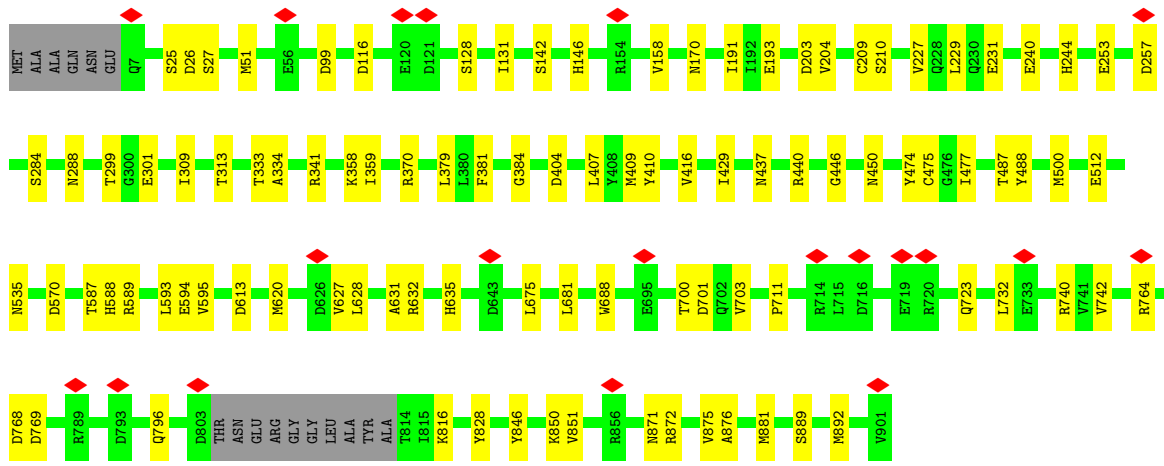 MET ALA ALA GLN ASN GLU Q7 S25 D26 S27 M51 E56 D99 D116 E120 D121 S128 I131 S142 H146 R154 V158 N170 I191 I192 E193 D203 V204 C209 S210 V227 Q228 L229 Q230 E231 E240 H244 E253 D257
S284 N288 T299 G300 E301 I309 T313 T333 A334 R341 K358 I359 R370 L379 L380 F381 G384 D404 L407 Y408 M409 Y410 V416 I429 N437 R440 G446 N450 Y474 C475 G476 I477 T487 Y488 M500 E512
N535 D570 T587 H588 R589 L593 E594 V595 D613 M620 D626 V627 L628 A631 R632 H635 D643 L675 L681 W688 E695 T700 D701 Q702 V703 P711 R714 L715 D716 E719 R720 Q723 L732 E733 R740 V741 V742 R764
D768 D769 R789 D793 Q796 D803 THR ASN GLU ARG GLY GLY LEU ALA TYR ALA T814 I815 K816 Y828 Y846 K850 V851 R856 N871 R872 V875 A876 M881 S889 M892 V901